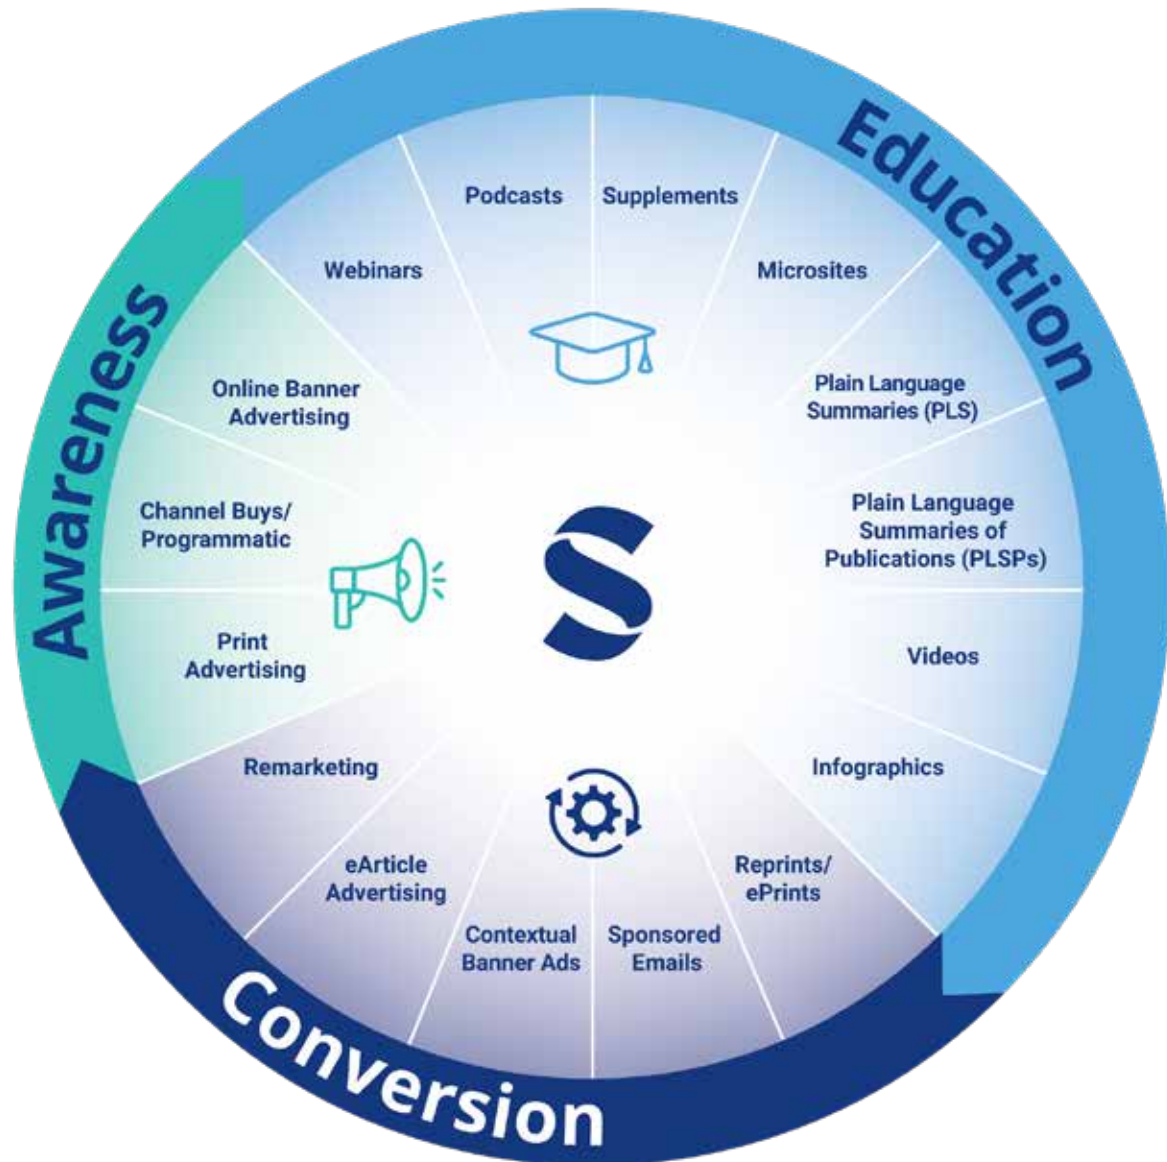 Education
Podcasts
Supplements
Webinars
Microsites
Plain Language
Summaries (PLS)
Plain Language
Summaries of
Publications (PLSPs)
Videos
Infographics
Awareness
Online Banner
Advertising
Channel Buys/
Programmatic
Print
Advertising
S
Remarketing
eArticle
Advertising
Contextual
Banner Ads
Sponsored
Emails
Reprints/
ePrints
Conversion